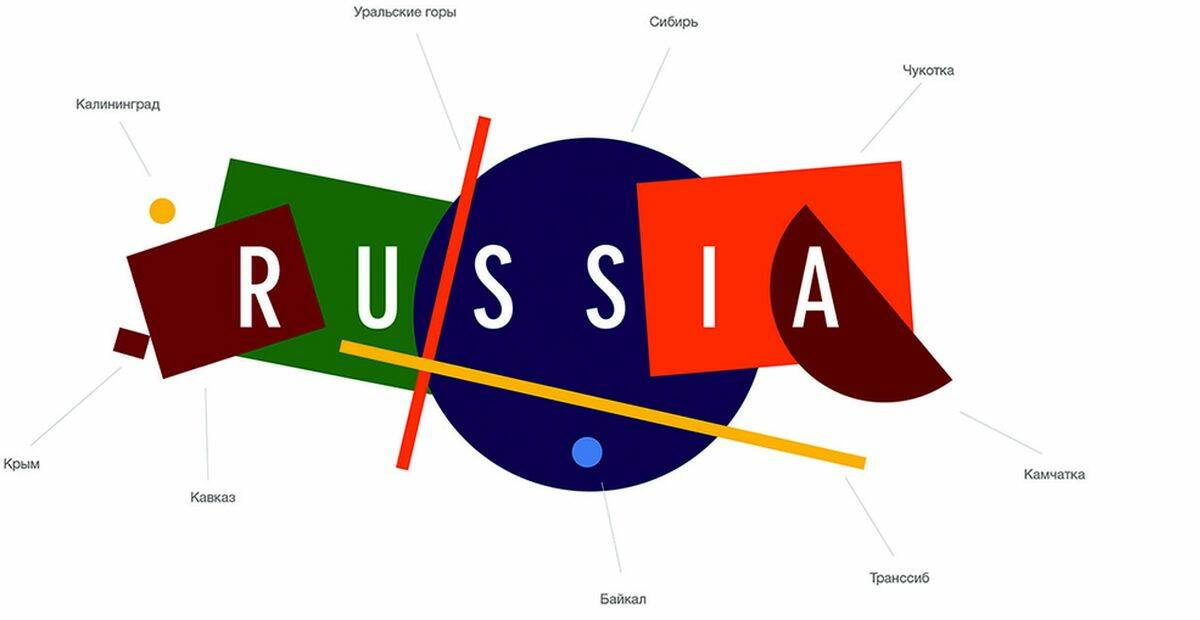 Уральские горы
Сибирь
Чукотка
Калининград
RUSSIA
Крым
Кавказ
Камчатка
Транссиб
Байкал